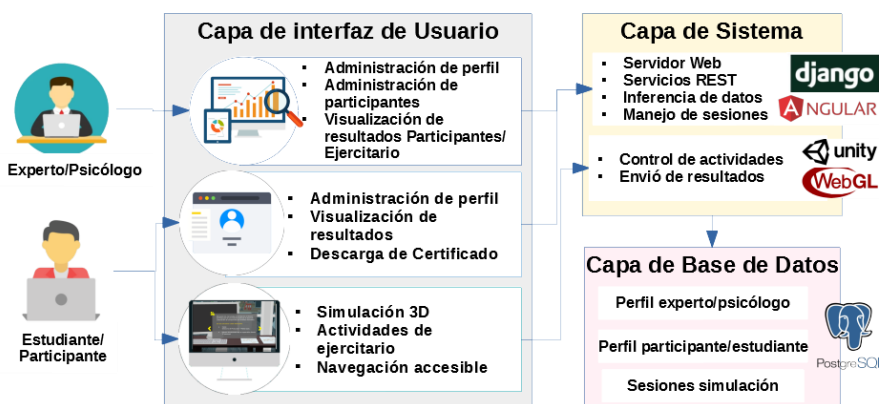 Capa de interfaz de Usuario
Administración de perfil
Administración de
participantes
Visualización de
resultados Participantes/
Ejercitario
Experto/Psicólogo
Administración de perfil
Visualización de
resultados
Descarga de Certificado
Estudiante/
Participante
Simulación 3D
Actividades de
ejercitario
Navegación accesible
Capa de Sistema
Servidor Web
Servicios REST
Inferencia de datos
Manejo de sesiones
django
ANGULAR
Control de actividades
Envió de resultados
unity
WebGL
Capa de Base de Datos
Perfil experto/psicólogo
Perfil participante/estudiante
Sesiones simulación
PostgreSQL